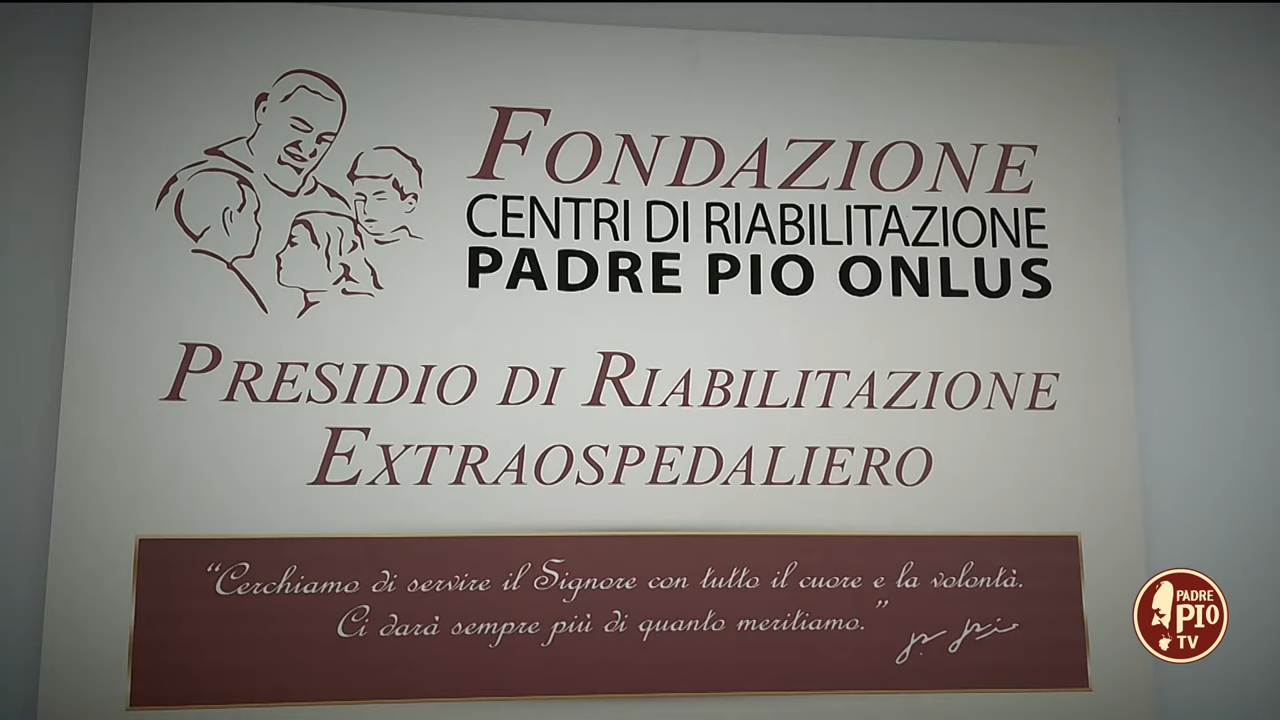 FONDAZIONE
CENTRI DI RIABILITAZIONE
PADRE PIO ONLUS
PRESIDIO DI RIABILITAZIONE
EXTRAOSPEDALIERO
“Cerchiamo di servire il Signore con tutto il cuore e la volontà.
Ci darà sempre più di quanto meritiamo.”
PADRE
PIO
TV